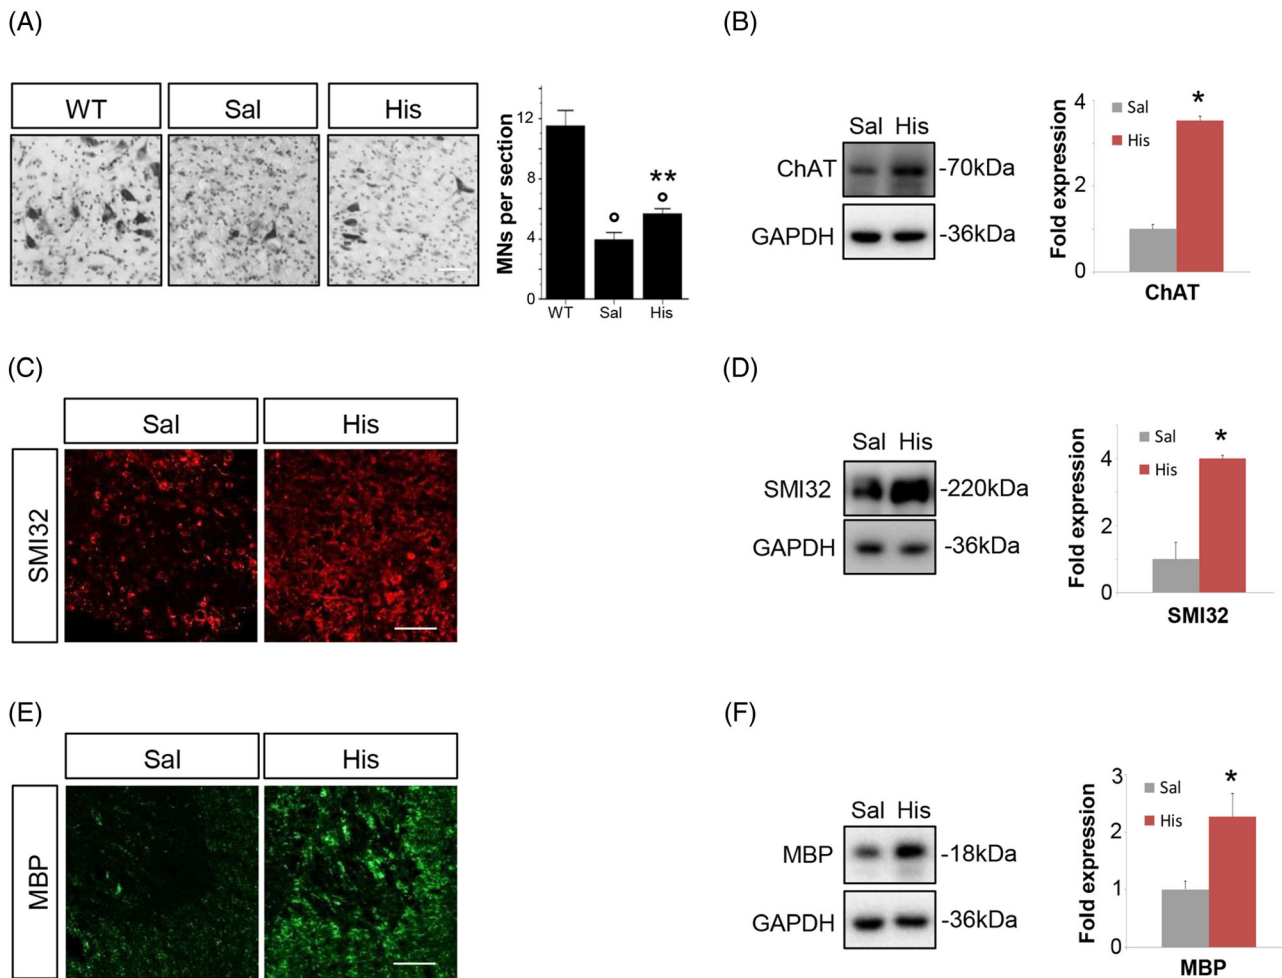 (A)
WT Sal His
MNs per section
12
8
4
0
**
° °
WT Sal His
(B)
Sal His
ChAT -70kDa
GAPDH -36kDa
Fold expression
4
2
0
Sal
His
*
ChAT
(C)
Sal His
SMI32
(D)
Sal His
SMI32 -220kDa
GAPDH -36kDa
Fold expression
4
2
0
Sal
His
*
SMI32
(E)
Sal His
MBP
(F)
Sal His
MBP -18kDa
GAPDH -36kDa
Fold expression
3
2
1
0
Sal
His
*
MBP